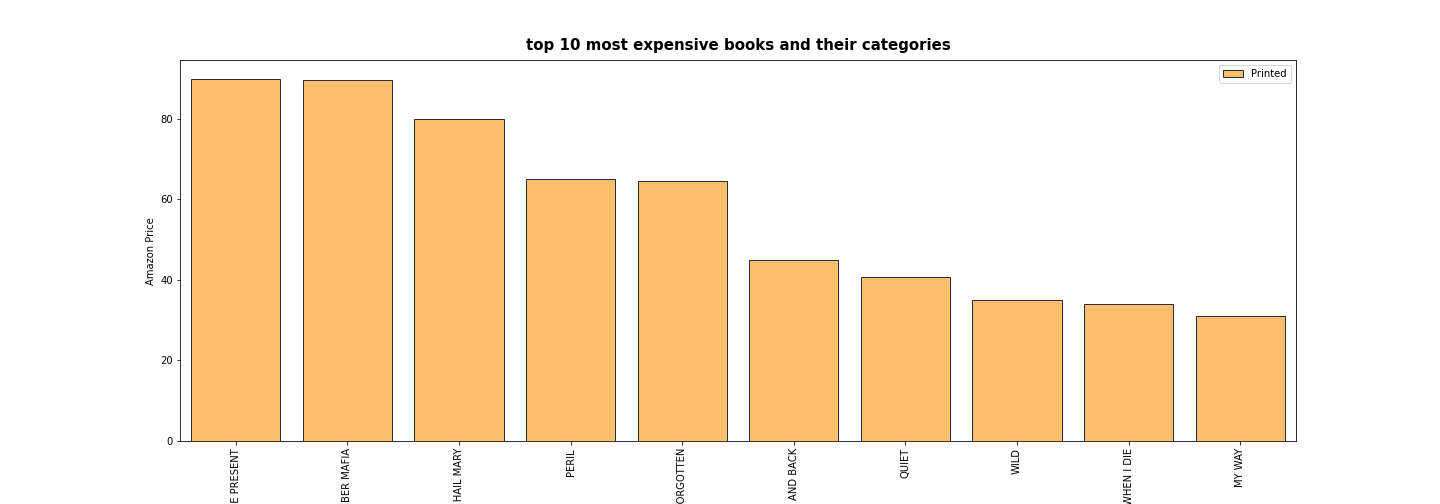 top 10 most expensive books and their categories
Printed
Amazon Price
80
60
40
20
0
E PRESENT
BER MAFIA
HAIL MARY
PERIL
ORGOTTEN
AND BACK
QUIET
WILD
WHEN I DIE
MY WAY